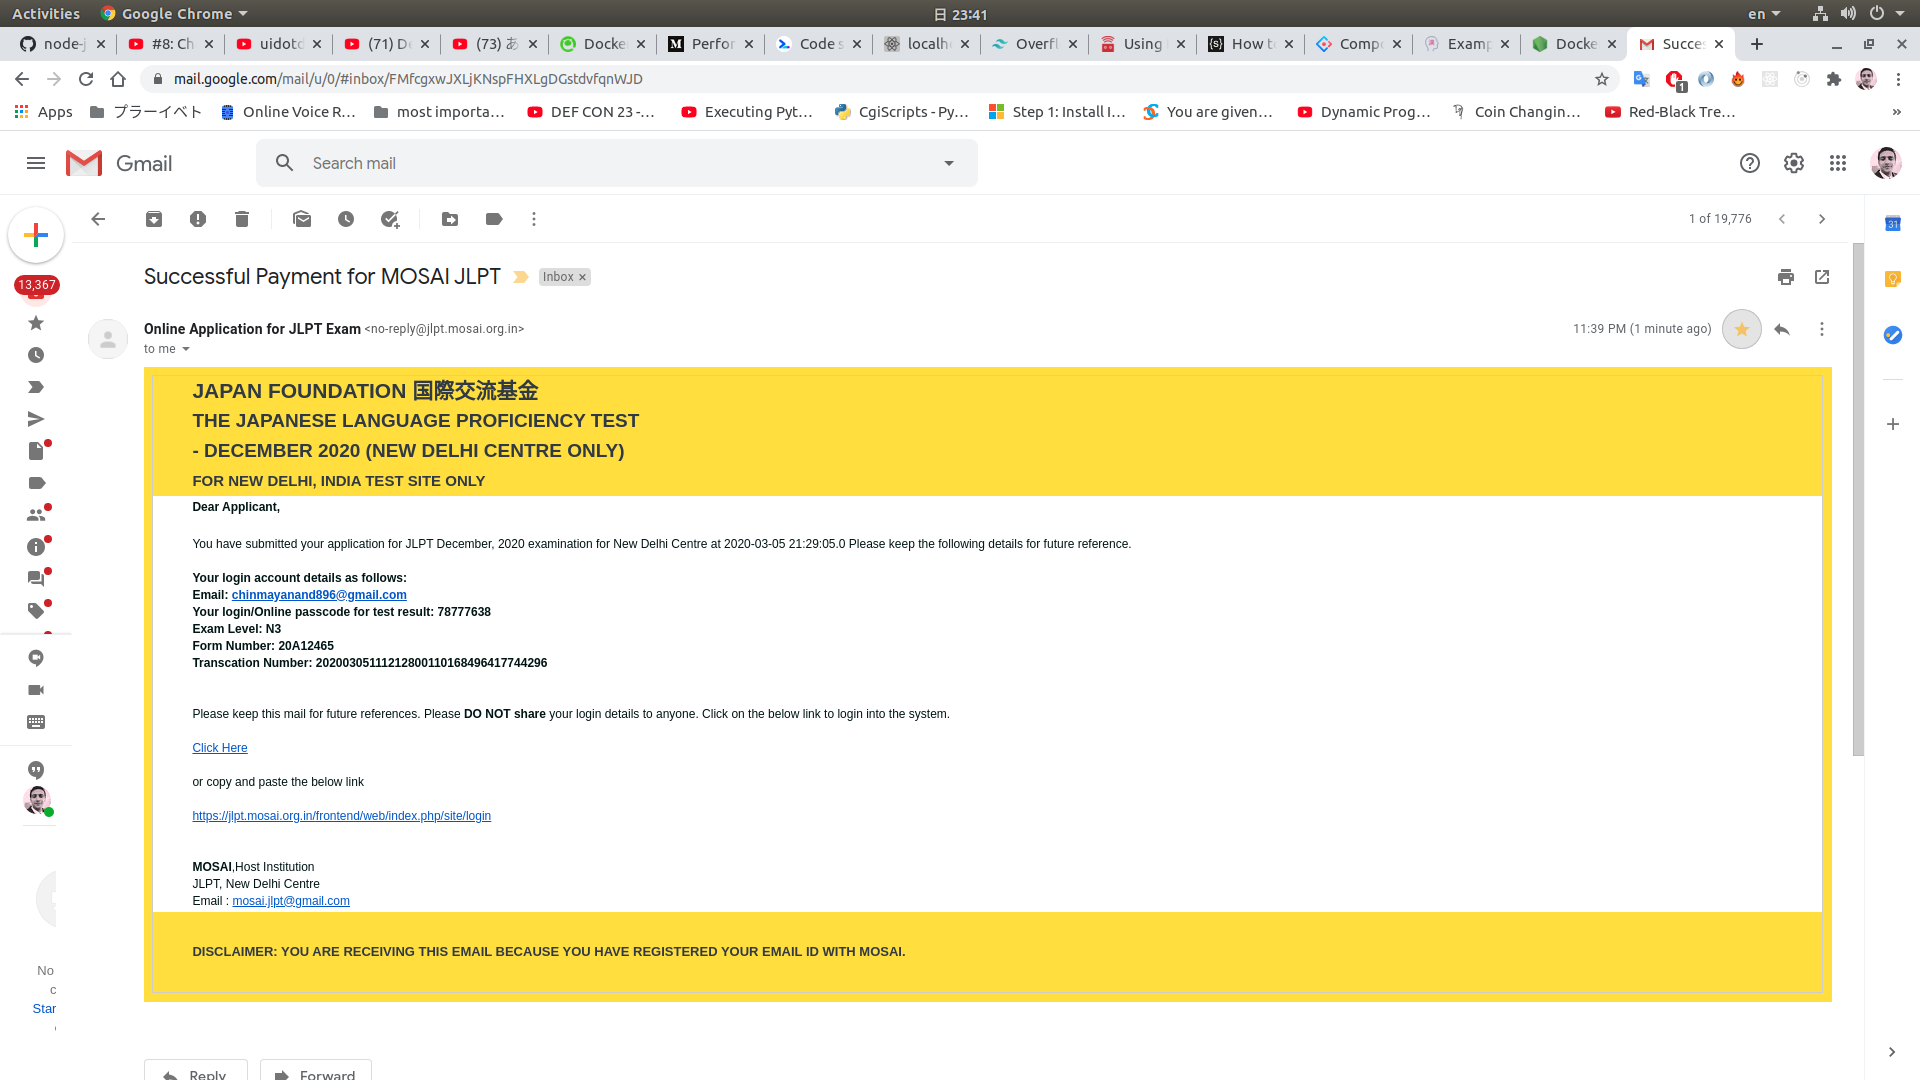 Activities Google Chrome 日 23:41 en
node-j #8: Ch uidotd (71) De (73) あ Docker Perfor Code s localh Overfl Using How to Compo Examp Docke Succes
mail.google.com/mail/u/0/#inbox/FMfcgxwJXLjKNspFHXLgDGstdvfqnWJD
1
Apps プラーイベト Online Voice R... most importa... DEF CON 23 -... Executing Pyt... CgiScripts - Py... Step 1: Install I... You are given... Dynamic Prog... Coin Changin... Red-Black Tre... »
Gmail Search mail
1 of 19,776
31
Successful Payment for MOSAI JLPT Inbox
13,367
Online Application for JLPT Exam <no-reply@jlpt.mosai.org.in> 11:39 PM (1 minute ago)
to me
JAPAN FOUNDATION 国際交流基金
THE JAPANESE LANGUAGE PROFICIENCY TEST
- DECEMBER 2020 (NEW DELHI CENTRE ONLY)
FOR NEW DELHI, INDIA TEST SITE ONLY
Dear Applicant,
You have submitted your application for JLPT December, 2020 examination for New Delhi Centre at 2020-03-05 21:29:05.0 Please keep the following details for future reference.
Your login account details as follows:
Email: chinmayanand896@gmail.com
Your login/Online passcode for test result: 78777638
Exam Level: N3
Form Number: 20A12465
Transcation Number: 20200305111212800110168496417744296
Please keep this mail for future references. Please DO NOT share your login details to anyone. Click on the below link to login into the system.
Click Here
or copy and paste the below link
https://jlpt.mosai.org.in/frontend/web/index.php/site/login
MOSAI,Host Institution
JLPT, New Delhi Centre
Email : mosai.jlpt@gmail.com
DISCLAIMER: YOU ARE RECEIVING THIS EMAIL BECAUSE YOU HAVE REGISTERED YOUR EMAIL ID WITH MOSAI.
No
c
Star
Reply Forward